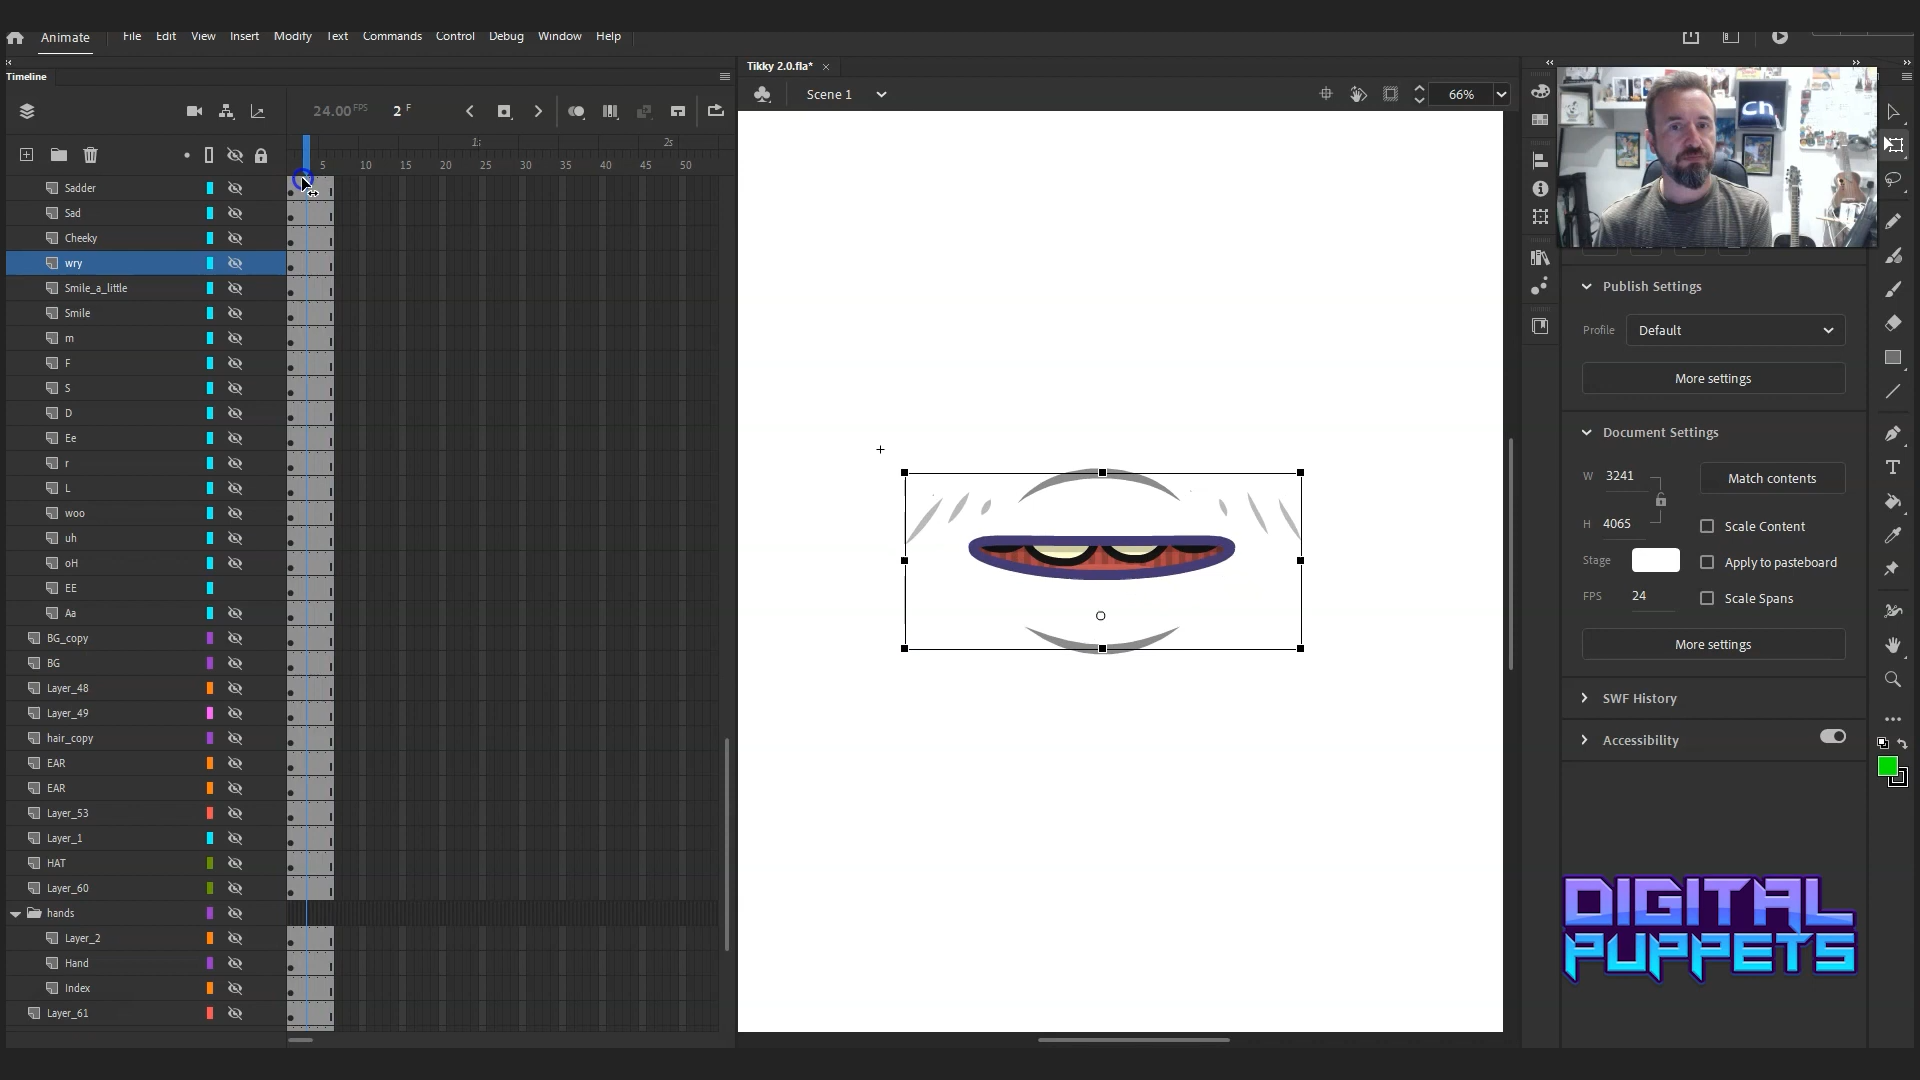 Animate
File Edit View Insert Modify Text Commands Control Debug Window Help
Timeline
Tikky 2.0.fla*
24.00 FPS 2 F
Scene 1
66%
1s 2s
5 10 15 20 25 30 35 40 45 50
Sadder
Sad
Cheeky
wry
Smile_a_little
Smile
m
F
S
D
Ee
r
L
woo
uh
oH
EE
Aa
BG_copy
BG
Layer_48
Layer_49
hair_copy
EAR
EAR
Layer_53
Layer_1
HAT
Layer_60
hands
Layer_2
Hand
Index
Layer_61
Ch
Publish Settings
Profile Default
More settings
Document Settings
W 3241
Match contents
H 4065
Scale Content
Stage
Apply to pasteboard
FPS 24
Scale Spans
More settings
SWF History
Accessibility
DIGITAL
PUPPETS